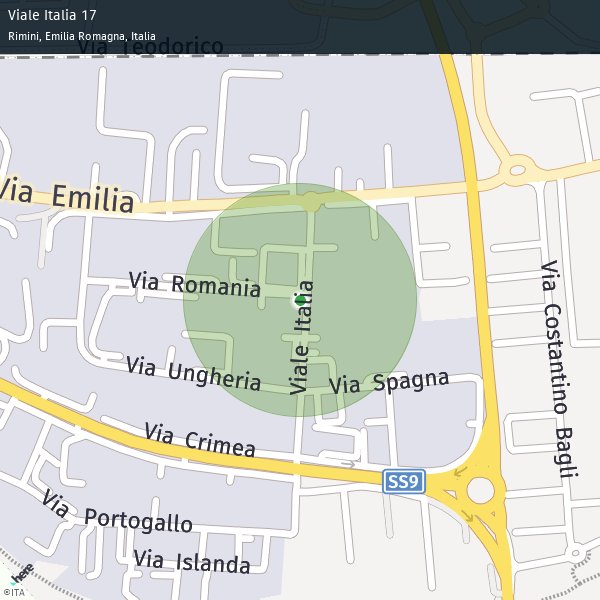 Viale Italia 17
Rimini, Emilia Romagna, Italia
Via Teodorico
Via Emilia
Via Romania
Viale Italia
Via Ungheria
Via Spagna
Via Costantino Bagli
Via Crimea
SS9
Via Portogallo
Via Islanda
here
©ITA